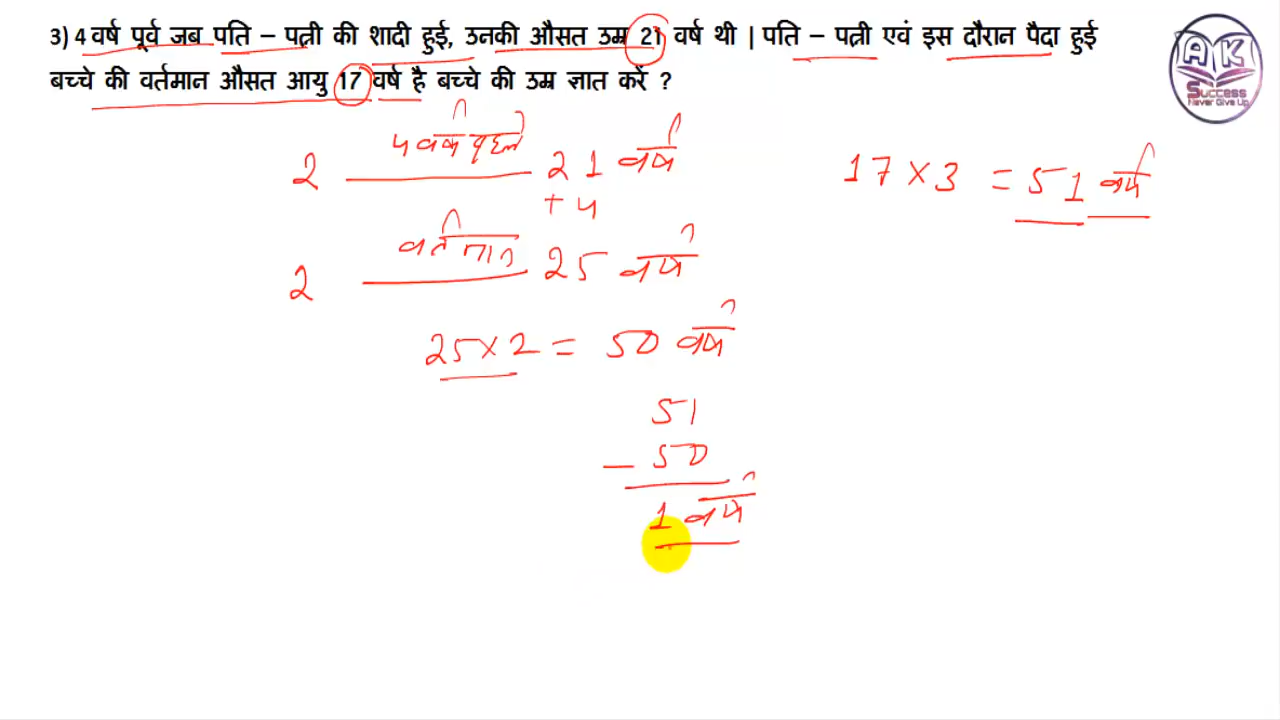 3) 4 वर्ष पूर्व जब पति – पत्नी की शादी हुई, उनकी औसत उम्र 21 वर्ष थी | पति – पत्नी एवं इस दौरान पैदा हुई
बच्चे की वर्तमान औसत आयु 17 वर्ष है बच्चे की उम्र ज्ञात करें ?
AK
Success
Never Give Up
2 4 वर्ष पहले 21 वर्ष
+ 4
17 × 3 = 51 वर्ष
2 वर्तमान 25 वर्ष
25 × 2 = 50 वर्ष
51
– 50
1 वर्ष